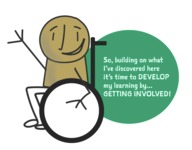 So, building on what
I've discovered here
it's time to DEVELOP
my learning by...
GETTING INVOLVED!